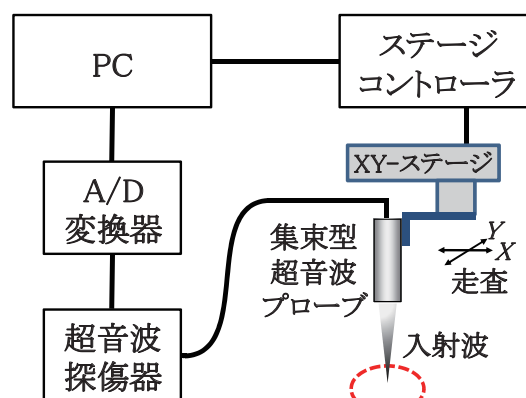 PC
ステージ
コントローラ
XY-ステージ
A/D
変換器
集束型
超音波
プローブ
Y
X
走査
超音波
探傷器
入射波